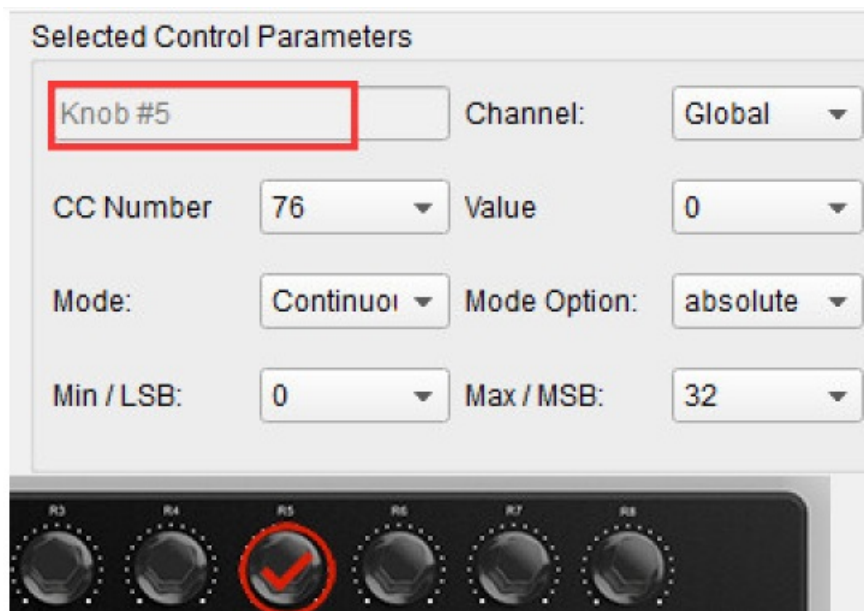 Selected Control Parameters
Knob #5 Channel: Global
CC Number 76 Value 0
Mode: Continuo Mode Option: absolute
Min / LSB: 0 Max / MSB: 32
R3 R4 R5 R6 R7 R8